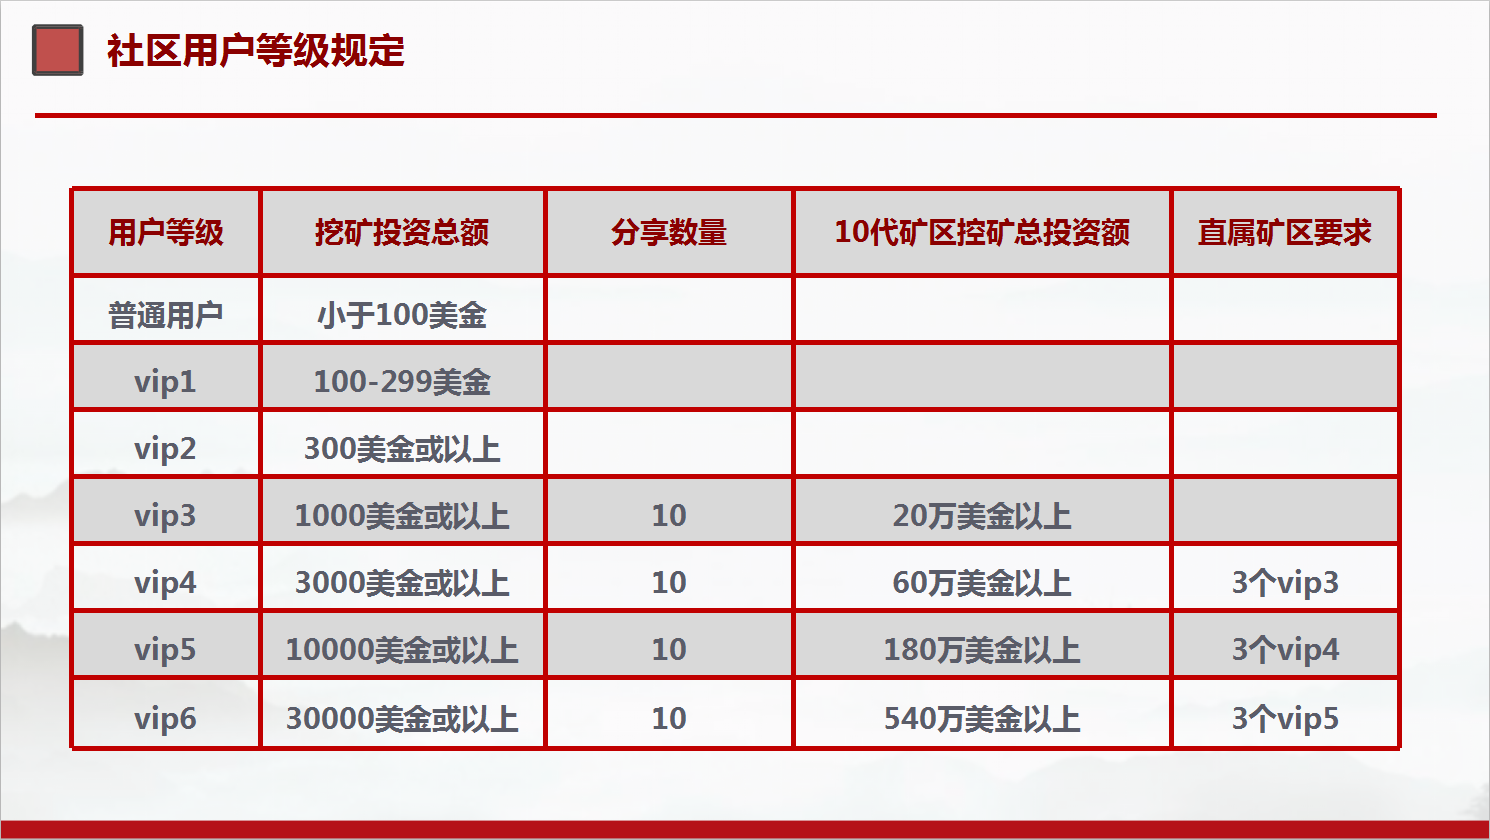 社区用户等级规定
用户等级 挖矿投资总额 分享数量 10代矿区控矿总投资额 直属矿区要求
普通用户 小于100美金
vip1 100-299美金
vip2 300美金或以上
vip3 1000美金或以上 10 20万美金以上
vip4 3000美金或以上 10 60万美金以上 3个vip3
vip5 10000美金或以上 10 180万美金以上 3个vip4
vip6 30000美金或以上 10 540万美金以上 3个vip5